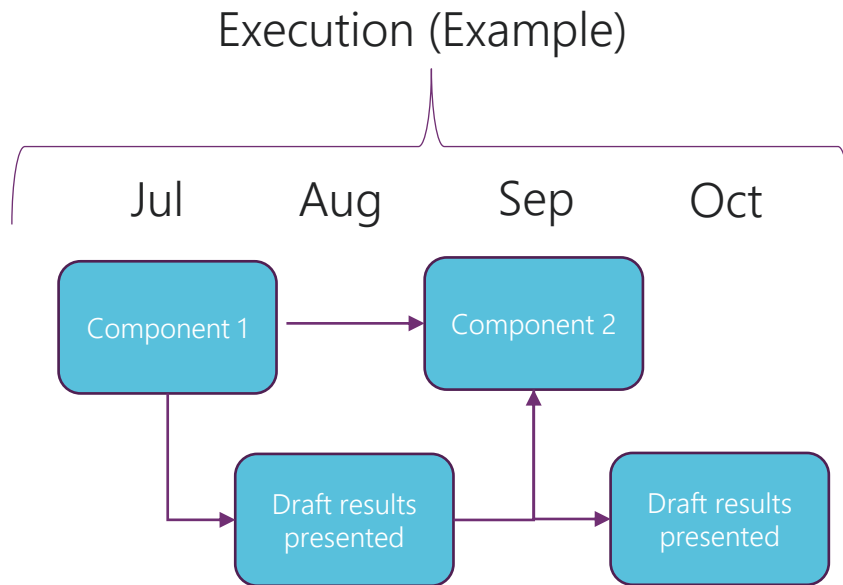 Execution (Example)
Jul Aug Sep Oct
Component 1
Component 2
Draft results
presented
Draft results
presented